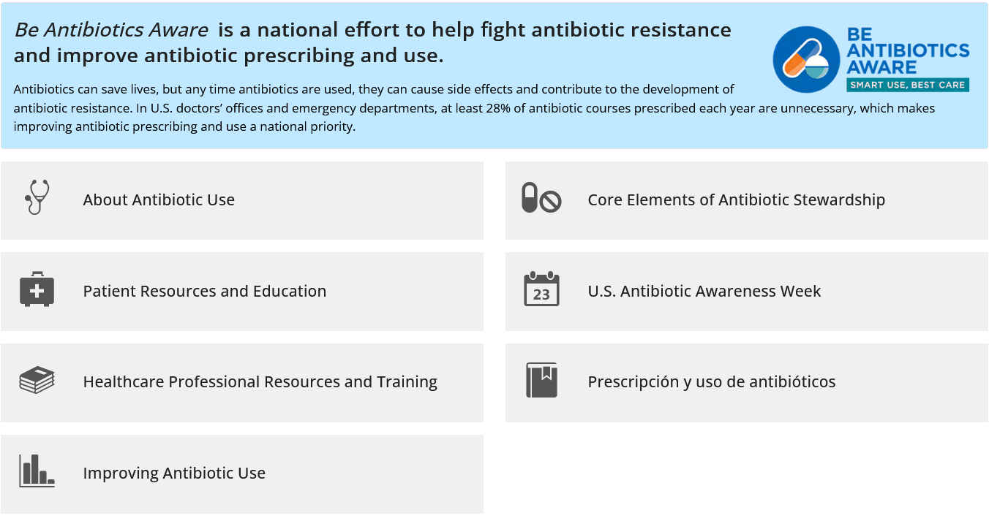 Be Antibiotics Aware is a national effort to help fight antibiotic resistance
and improve antibiotic prescribing and use.
BE
ANTIBIOTICS
AWARE
SMART USE, BEST CARE
Antibiotics can save lives, but any time antibiotics are used, they can cause side effects and contribute to the development of
antibiotic resistance. In U.S. doctors’ offices and emergency departments, at least 28% of antibiotic courses prescribed each year are unnecessary, which makes
improving antibiotic prescribing and use a national priority.
About Antibiotic Use
Core Elements of Antibiotic Stewardship
Patient Resources and Education
23
U.S. Antibiotic Awareness Week
Healthcare Professional Resources and Training
Prescripción y uso de antibióticos
Improving Antibiotic Use